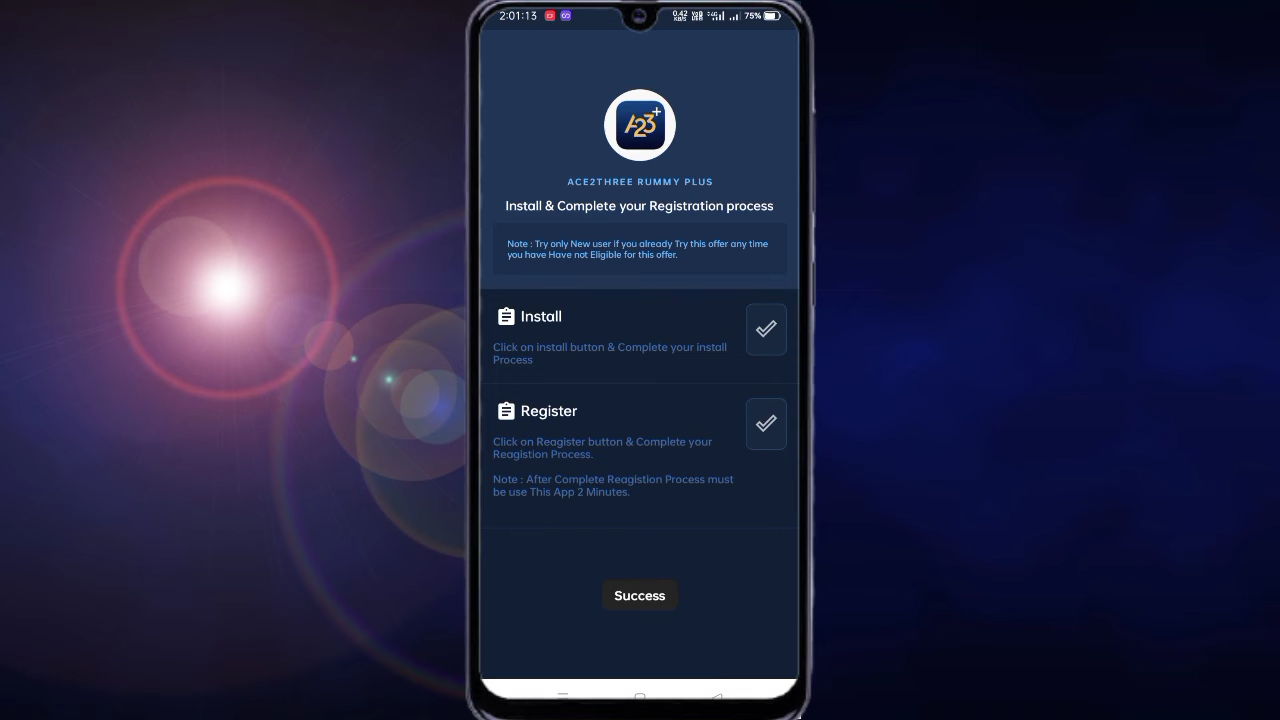 2:01:13
0.42 KB/S 75%
A23+
ACE2THREE RUMMY PLUS
Install & Complete your Registration process
Note : Try only New user if you already Try this offer any time
you have Have not Eligible for this offer.
Install
Click on install button & Complete your install
Process
Register
Click on Reagister button & Complete your
Reagistion Process.
Note : After Complete Reagistion Process must
be use This App 2 Minutes.
Success